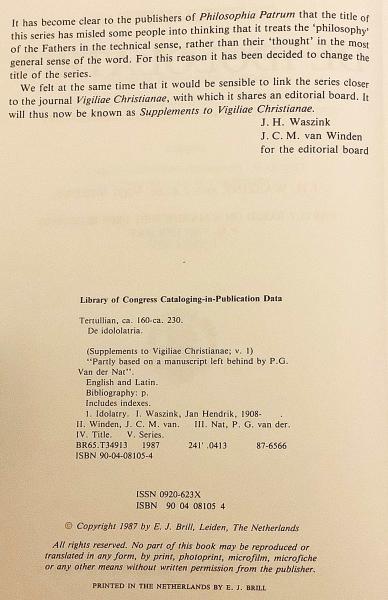 It has become clear to the publishers of Philosophia Patrum that the title of
this series has misled some people into thinking that it treats the ‘philosophy’
of the Fathers in the technical sense, rather than their ‘thought’ in the most
general sense of the word. For this reason it has been decided to change the
title of the series.
We felt at the same time that it would be sensible to link the series closer
to the journal Vigiliae Christianae, with which it shares an editorial board. It
will thus now be known as Supplements to Vigiliae Christianae.
J. H. Waszink
J. C. M. van Winden
for the editorial board
Library of Congress Cataloging-in-Publication Data
Tertullian, ca. 160-ca. 230.
De idololatria.
(Supplements to Vigiliae Christianae; v. 1)
“Partly based on a manuscript left behind by P.G.
Van der Nat”.
English and Latin.
Bibliography: p.
Includes indexes.
1. Idolatry. I. Waszink, Jan Hendrik, 1908- .
II. Winden, J. C. M. van. III. Nat, P. G. van der.
IV. Title. V. Series.
BR65.T34913 1987 241’ .0413 87-6566
ISBN 90-04-08105-4
ISSN 0920-623X
ISBN 90 04 08105 4
© Copyright 1987 by E. J. Brill, Leiden, The Netherlands
All rights reserved. No part of this book may be reproduced or
translated in any form, by print, photoprint, microfilm, microfiche
or any other means without written permission from the publisher.
PRINTED IN THE NETHERLANDS BY E. J. BRILL